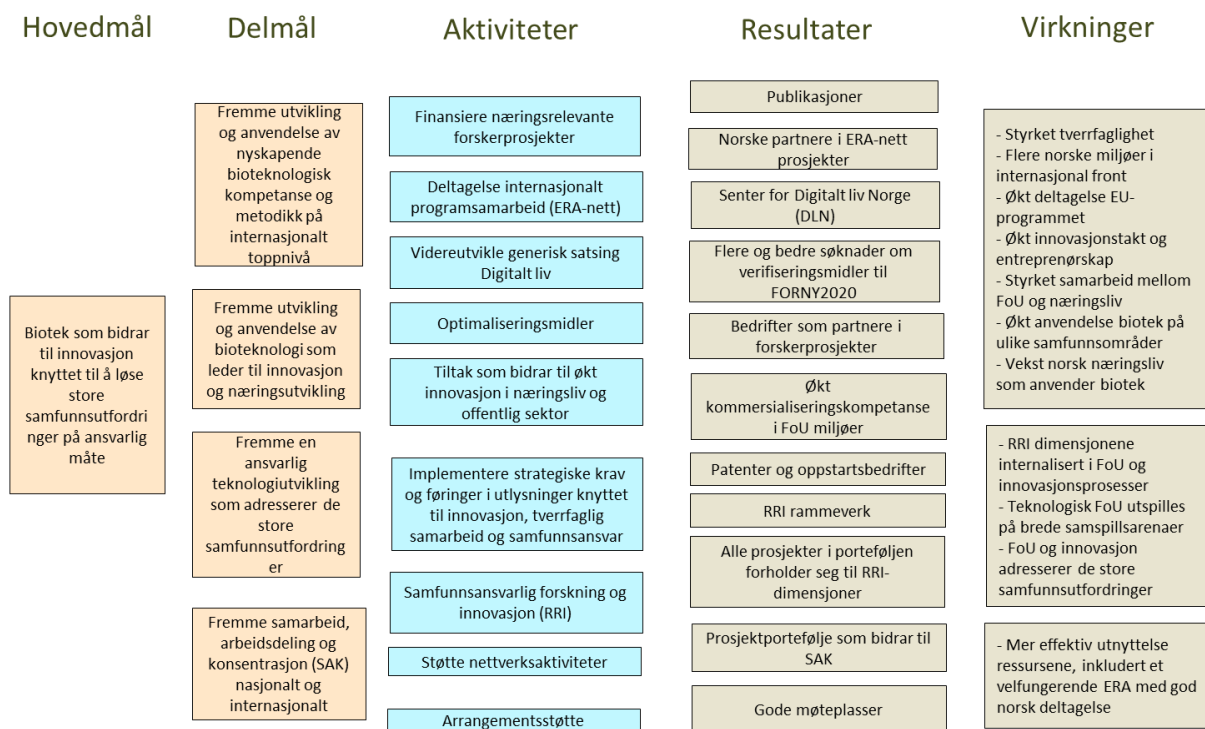 Hovedmål
Delmål
Aktiviteter
Resultater
Virkninger
Biotek som bidrar
til innovasjon
knyttet til å løse
store
samfunnsutfordri
nger på ansvarlig
måte
Fremme utvikling
og anvendelse av
nyskapende
bioteknologisk
kompetanse og
metodikk på
internasjonalt
toppnivå
Fremme utvikling
og anvendelse av
bioteknologi som
leder til innovasjon
og næringsutvikling
Fremme en
ansvarlig
teknologiutvikling
som adresserer de
store
samfunnsutfordring
er
Fremme samarbeid,
arbeidsdeling og
konsentrasjon (SAK)
nasjonalt og
internasjonalt
Finansiere næringsrelevante
forskerprosjekter
Deltagelse internasjonalt
programsamarbeid (ERA-nett)
Videreutvikle generisk satsing
Digitalt liv
Optimaliseringsmidler
Tiltak som bidrar til økt
innovasjon i næringsliv og
offentlig sektor
Implementere strategiske krav
og føringer i utlysninger knyttet
til innovasjon, tverrfaglig
samarbeid og samfunnsansvar
Samfunnsansvarlig forskning og
innovasjon (RRI)
Støtte nettverksaktiviteter
Arrangementsstøtte
Publikasjoner
Norske partnere i ERA-nett
prosjekter
Senter for Digitalt liv Norge
(DLN)
Flere og bedre søknader om
verifiseringsmidler til
FORNY2020
Bedrifter som partnere i
forskerprosjekter
Økt
kommersialiseringskompetanse
i FoU miljøer
Patenter og oppstartsbedrifter
RRI rammeverk
Alle prosjekter i porteføljen
forholder seg til RRI-
dimensjoner
Prosjektportefølje som bidrar til
SAK
Gode møteplasser
- Styrket tverrfaglighet
- Flere norske miljøer i
internasjonal front
- Økt deltagelse EU-
programmet
- Økt innovasjonstakt og
entreprenørskap
- Styrket samarbeid mellom
FoU og næringsliv
- Økt anvendelse biotek på
ulike samfunnsområder
- Vekst norsk næringsliv
som anvender biotek
- RRI dimensjonene
internalisert i FoU og
innovasjonsprosesser
- Teknologisk FoU utspilles
på brede samspillsarenaer
- FoU og innovasjon
adresserer de store
samfunnsutfordringer
- Mer effektiv utnyttelse
ressursene, inkludert et
velfungerende ERA med god
norsk deltagelse